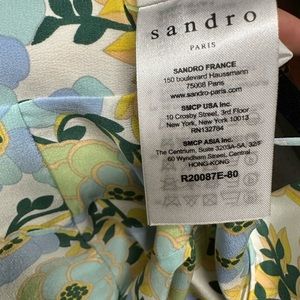 sandro
PARIS
SANDRO FRANCE
150 boulevard Haussmann
75008 Paris
www.sandro-paris.com
SMCP USA Inc.
10 Crosby Street, 3rd Floor
New York, New York 10013
RN132784
SMCP ASIA Inc.
The Centrium, Suite 3203A-5A, 32/F
60 Wyndham Street, Central
HONG-KONG
R20087E-80